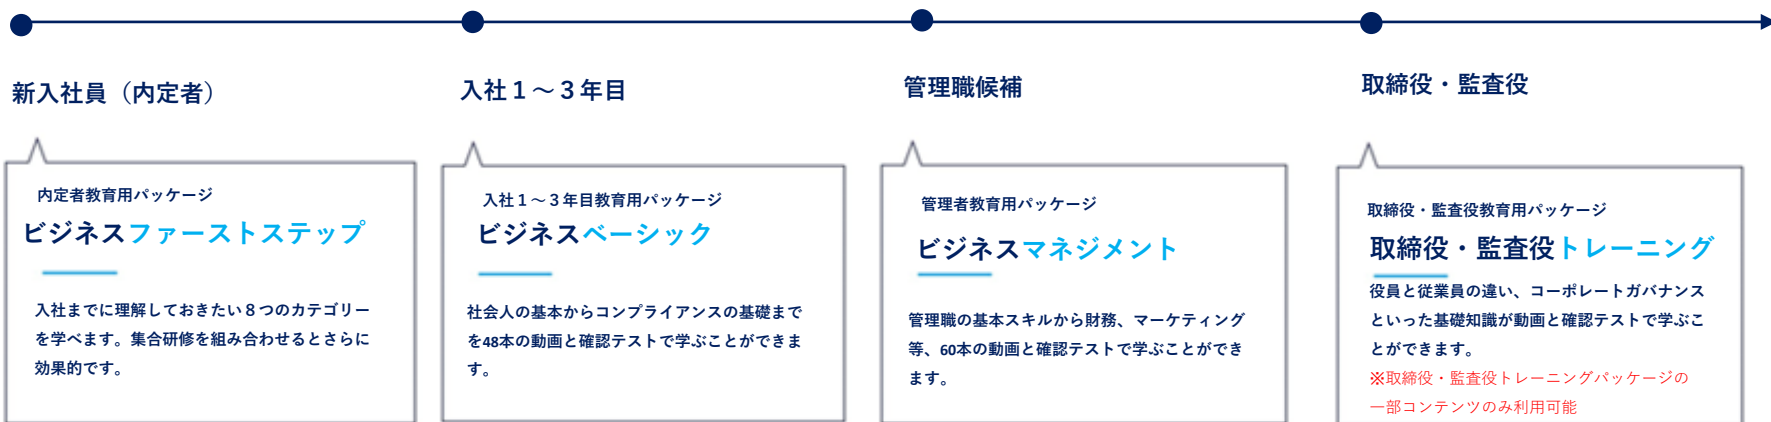 新入社員（内定者）
内定者教育用パッケージ
ビジネスファーストステップ
入社までに理解しておきたい８つのカテゴリー
を学べます。集合研修を組み合わせるとさらに
効果的です。
入社１～３年目
入社１～３年目教育用パッケージ
ビジネスベーシック
社会人の基本からコンプライアンスの基礎まで
を48本の動画と確認テストで学ぶことができま
す。
管理職候補
管理者教育用パッケージ
ビジネスマネジメント
管理職の基本スキルから財務、マーケティング
等、60本の動画と確認テストで学ぶことができ
ます。
取締役・監査役
取締役・監査役教育用パッケージ
取締役・監査役トレーニング
役員と従業員の違い、コーポレートガバナンス
といった基礎知識が動画と確認テストで学ぶこ
とができます。
※取締役・監査役トレーニングパッケージの
一部コンテンツのみ利用可能